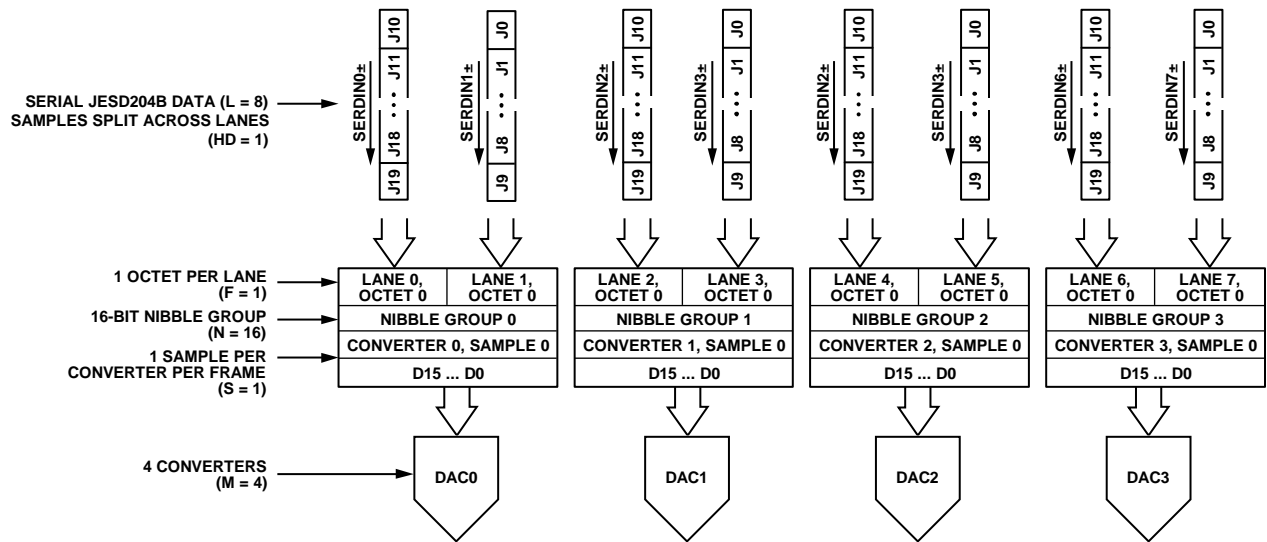 J10
J11
• • •
J18
J19
SERDIN0±
J0
J1
• • •
J8
J9
SERDIN1±
J10
J11
• • •
J18
J19
SERDIN2±
J0
J1
• • •
J8
J9
SERDIN3±
J10
J11
• • •
J18
J19
SERDIN2±
J0
J1
• • •
J8
J9
SERDIN3±
J10
J11
• • •
J18
J19
SERDIN6±
J0
J1
• • •
J8
J9
SERDIN7±
SERIAL JESD204B DATA (L = 8)
SAMPLES SPLIT ACROSS LANES
(HD = 1)
1 OCTET PER LANE
(F = 1)
16-BIT NIBBLE GROUP
(N = 16)
1 SAMPLE PER
CONVERTER PER FRAME
(S = 1)
4 CONVERTERS
(M = 4)
LANE 0,
OCTET 0
LANE 1,
OCTET 0
NIBBLE GROUP 0
CONVERTER 0, SAMPLE 0
D15 ... D0
DAC0
LANE 2,
OCTET 0
LANE 3,
OCTET 0
NIBBLE GROUP 1
CONVERTER 1, SAMPLE 0
D15 ... D0
DAC1
LANE 4,
OCTET 0
LANE 5,
OCTET 0
NIBBLE GROUP 2
CONVERTER 2, SAMPLE 0
D15 ... D0
DAC2
LANE 6,
OCTET 0
LANE 7,
OCTET 0
NIBBLE GROUP 3
CONVERTER 3, SAMPLE 0
D15 ... D0
DAC3